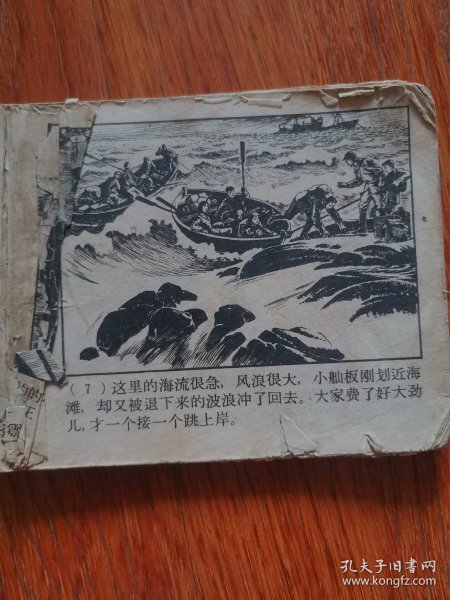 (7)这里的海流很急，风浪很大，小舢板刚划近海
滩，却又被退下来的波浪冲了回去。大家费了好大劲
儿，才一个接一个跳上岸。
孔夫子旧书网
www.kongfz.com